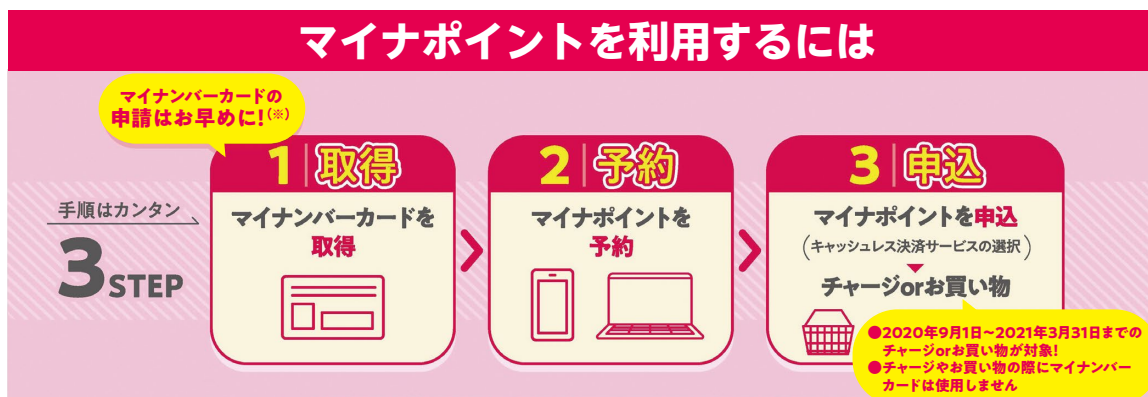 マイナポイントを利用するには
マイナンバーカードの
申請はお早めに!(※)
手順はカンタン
3STEP
1 取得
マイナンバーカードを
取得
2 予約
マイナポイントを
予約
3 申込
マイナポイントを申込
(キャッシュレス決済サービスの選択)
チャージorお買い物
●2020年9月1日~2021年3月31日までの
チャージorお買い物が対象!
●チャージやお買い物の際にマイナンバー
カードは使用しません